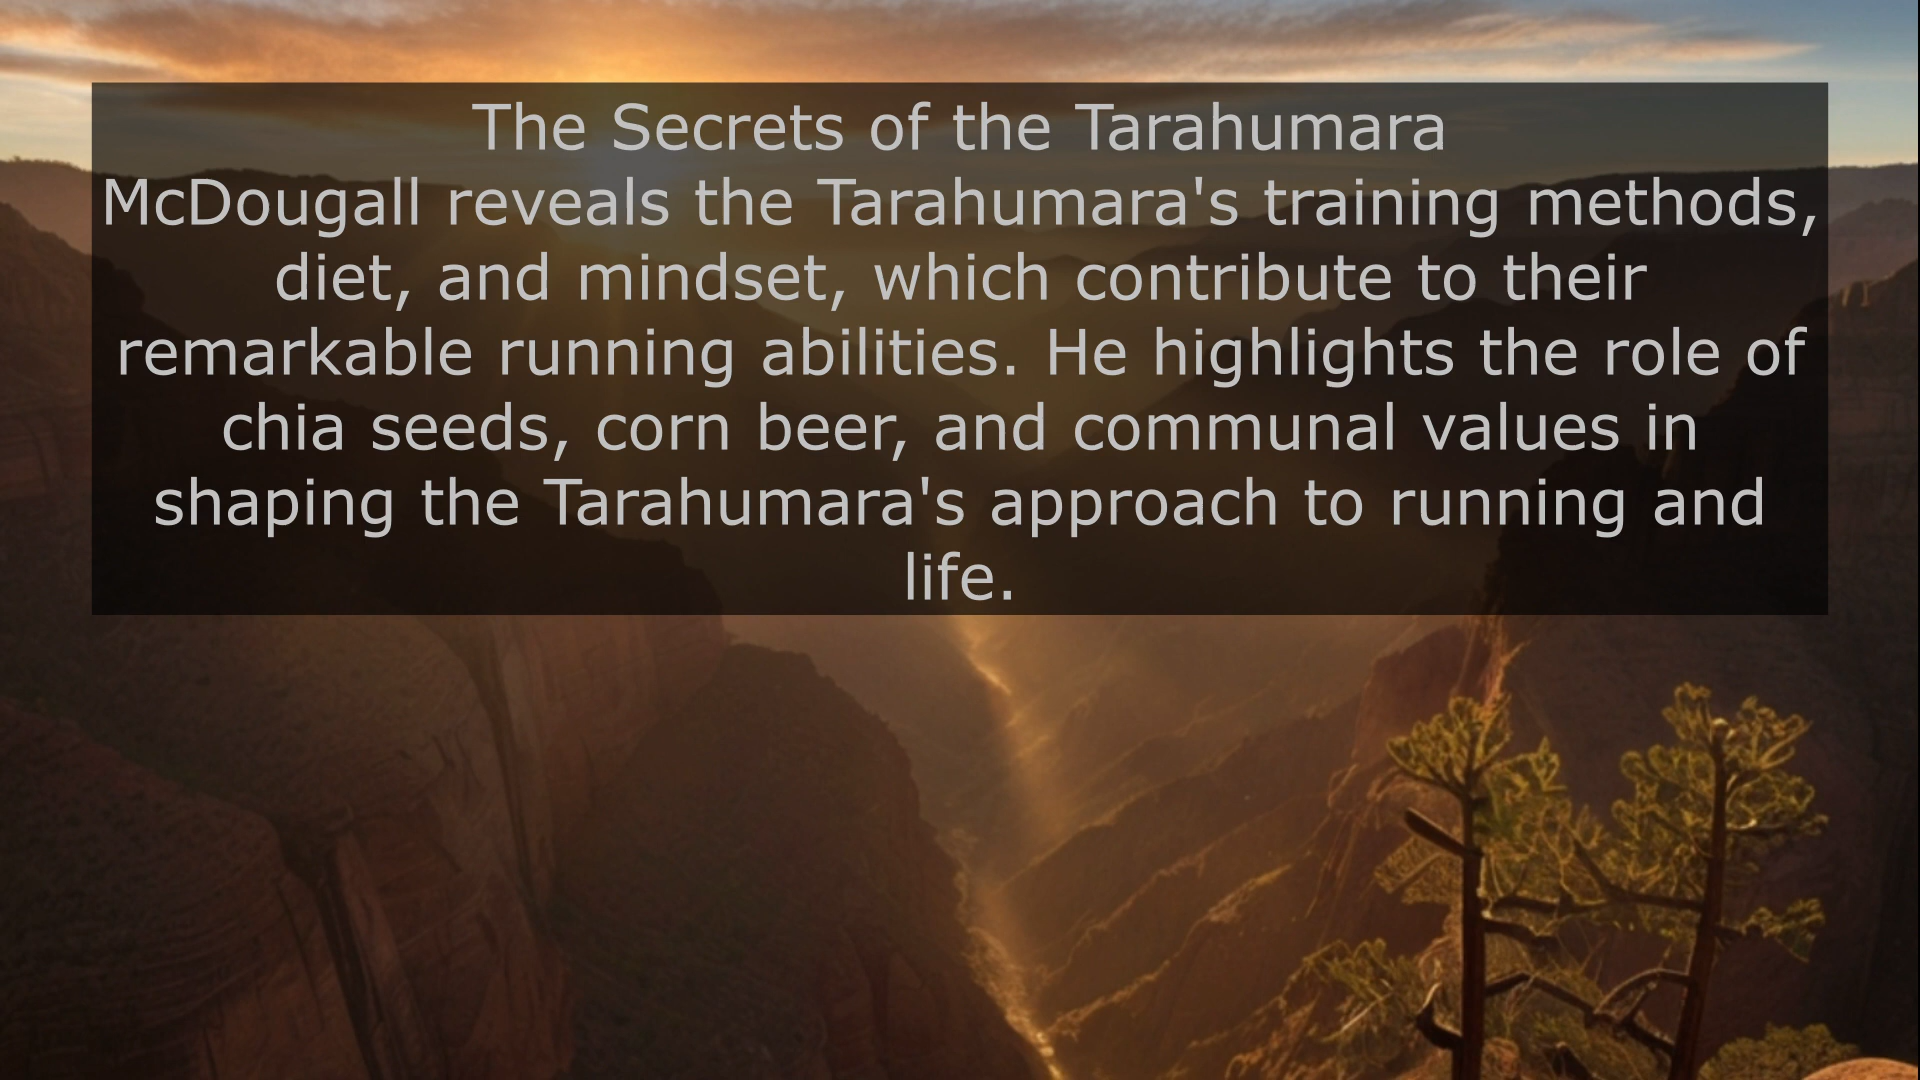 The Secrets of the Tarahumara
McDougall reveals the Tarahumara's training methods,
diet, and mindset, which contribute to their
remarkable running abilities. He highlights the role of
chia seeds, corn beer, and communal values in
shaping the Tarahumara's approach to running and
life.